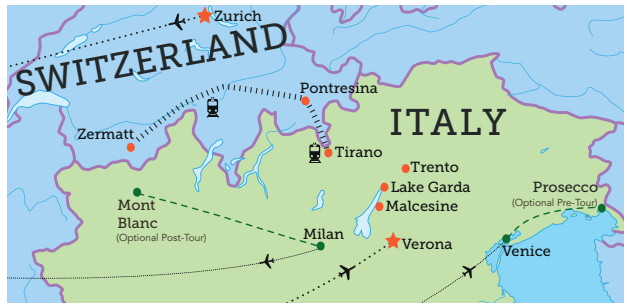 Zurich
SWITZERLAND
Pontresina
ITALY
Zermatt
Tirano
Trento
Lake Garda
Prosecco
(Optional Pre-Tour)
Mont
Blanc
(Optional Post-Tour)
Malcesine
Milan
Verona
Venice